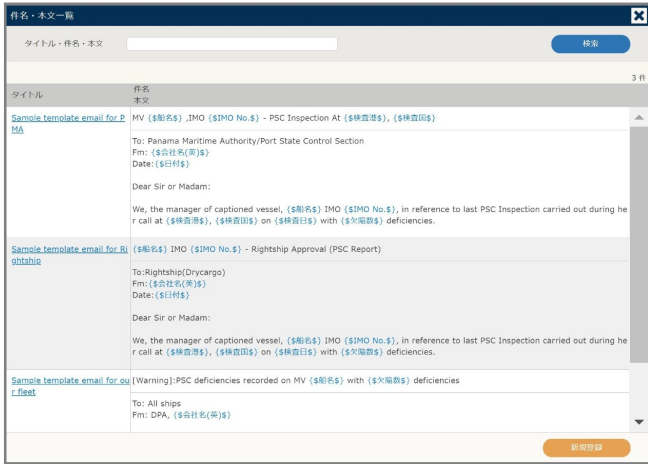 件名・本文一覧
タイトル・件名・本文
検索
3 件
タイトル
件名
本文
Sample template email for P
MA
MV {$船名$} ,IMO {$IMO No.$} - PSC Inspection At {$検査港$}, {$検査国$}
To: Panama Maritime Authority/Port State Control Section
Fm: {$会社名(英)$}
Date:{$日付$}
Dear Sir or Madam:
We, the manager of captioned vessel, {$船名$} IMO {$IMO No.$}, in reference to last PSC Inspection carried out during he
r call at {$検査港$}, {$検査国$} on {$検査日$} with {$欠陥数$} deficiencies.
Sample template email for Ri
ghtship
{$船名$} IMO {$IMO No.$} - Rightship Approval (PSC Report)
To:Rightship(Drycargo)
Fm:{$会社名(英)$}
Date:{$日付$}
Dear Sir or Madam:
We, the manager of captioned vessel, {$船名$} IMO {$IMO No.$}, in reference to last PSC Inspection carried out during he
r call at {$検査港$}, {$検査国$} on {$検査日$} with {$欠陥数$} deficiencies.
Sample template email for ou
r fleet
[Warning]:PSC deficiencies recorded on MV {$船名$} with {$欠陥数$} deficiencies
To: All ships
Fm: DPA, {$会社名(英)$}
新規登録